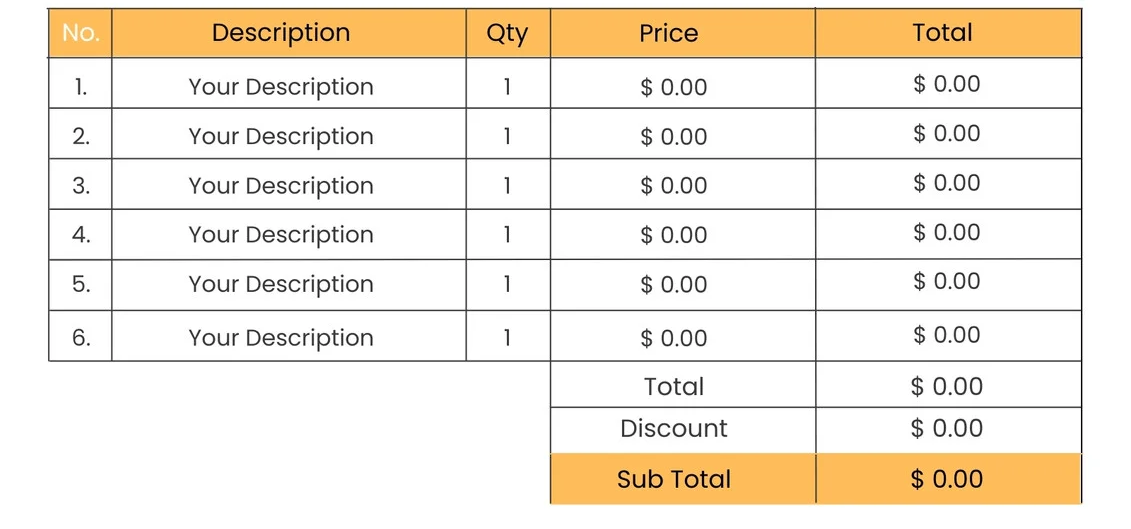 No. Description Qty Price Total
1. Your Description 1 $ 0.00 $ 0.00
2. Your Description 1 $ 0.00 $ 0.00
3. Your Description 1 $ 0.00 $ 0.00
4. Your Description 1 $ 0.00 $ 0.00
5. Your Description 1 $ 0.00 $ 0.00
6. Your Description 1 $ 0.00 $ 0.00
Total $ 0.00
Discount $ 0.00
Sub Total $ 0.00